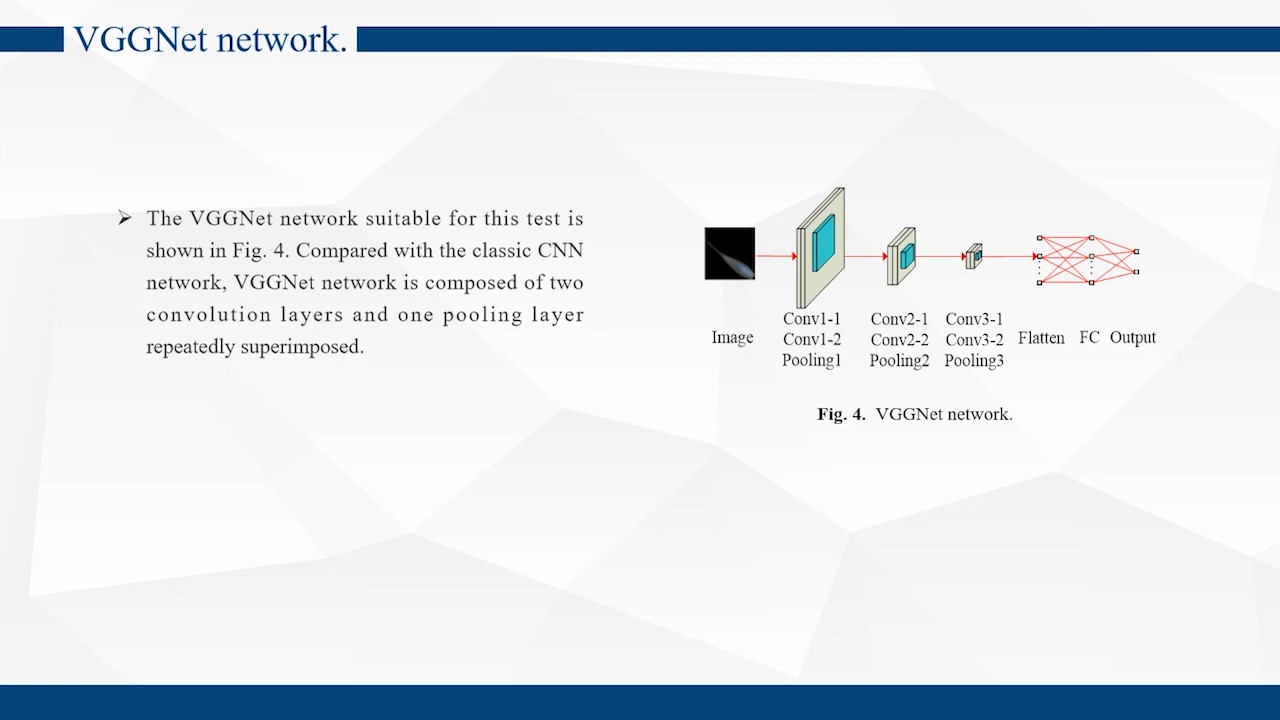 VGGNet network.
➢ The VGGNet network suitable for this test is
shown in Fig. 4. Compared with the classic CNN
network, VGGNet network is composed of two
convolution layers and one pooling layer
repeatedly superimposed.
Conv1-1 Conv2-1 Conv3-1
Image Conv1-2 Conv2-2 Conv3-2 Flatten FC Output
Pooling1 Pooling2 Pooling3
Fig. 4. VGGNet network.